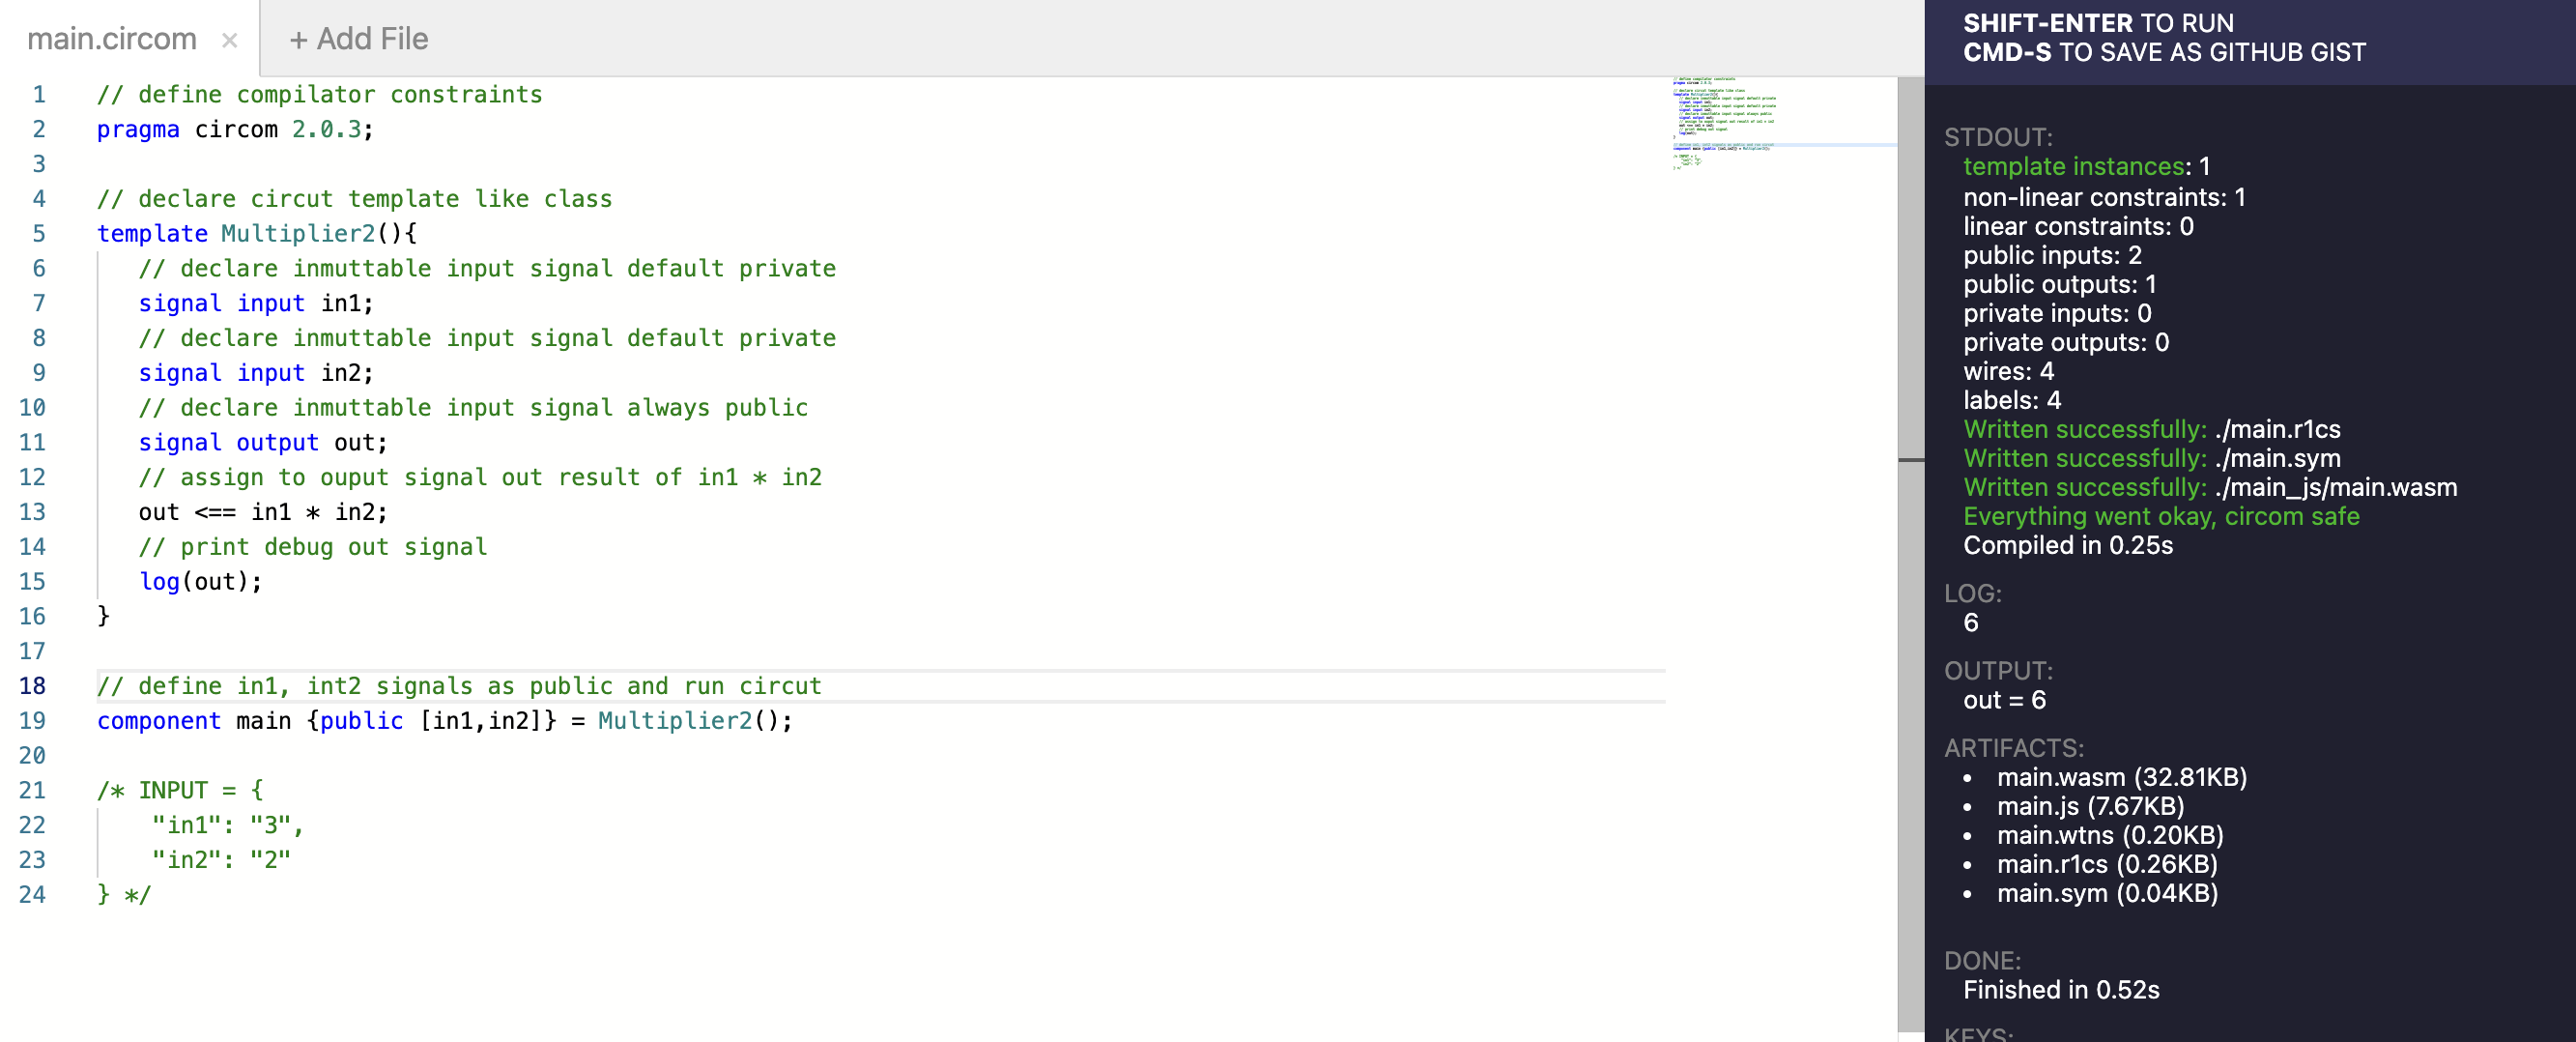 main.circom ×
+ Add File
1 // define compilator constraints
2 pragma circom 2.0.3;
3
4 // declare circut template like class
5 template Multiplier2(){
6 // declare inmuttable input signal default private
7 signal input in1;
8 // declare inmuttable input signal default private
9 signal input in2;
10 // declare inmuttable input signal always public
11 signal output out;
12 // assign to ouput signal out result of in1 * in2
13 out <== in1 * in2;
14 // print debug out signal
15 log(out);
16 }
17
18 // define in1, int2 signals as public and run circut
19 component main {public [in1,in2]} = Multiplier2();
20
21 /* INPUT = {
22 "in1": "3",
23 "in2": "2"
24 } */
SHIFT-ENTER TO RUN
CMD-S TO SAVE AS GITHUB GIST
STDOUT:
template instances: 1
non-linear constraints: 1
linear constraints: 0
public inputs: 2
public outputs: 1
private inputs: 0
private outputs: 0
wires: 4
labels: 4
Written successfully: ./main.r1cs
Written successfully: ./main.sym
Written successfully: ./main_js/main.wasm
Everything went okay, circom safe
Compiled in 0.25s
LOG:
6
OUTPUT:
out = 6
ARTIFACTS:
• main.wasm (32.81KB)
• main.js (7.67KB)
• main.wtns (0.20KB)
• main.r1cs (0.26KB)
• main.sym (0.04KB)
DONE:
Finished in 0.52s
KEYS: